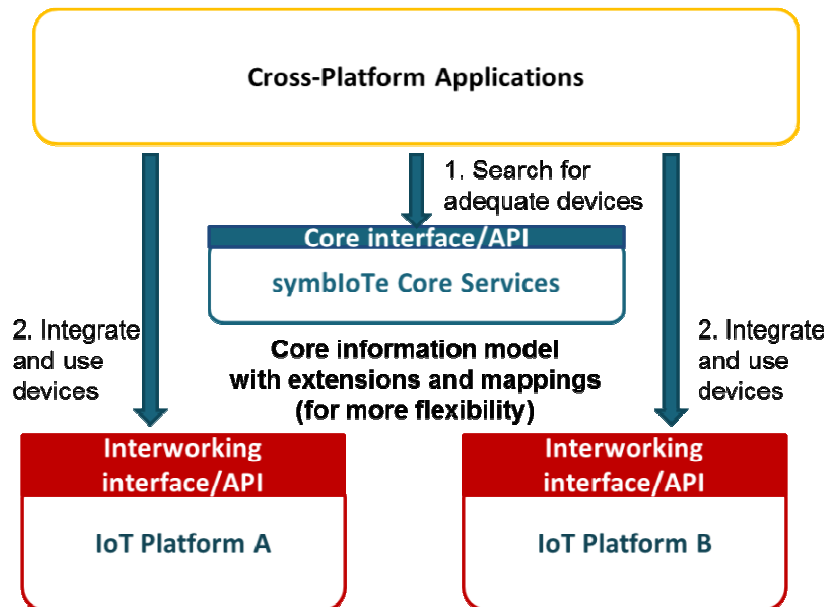 Cross-Platform Applications
1. Search for
adequate devices
Core interface/API
symbIoTe Core Services
2. Integrate
and use
devices
Core information model
with extensions and mappings
(for more flexibility)
2. Integrate
and use
devices
Interworking
interface/API
IoT Platform A
Interworking
interface/API
IoT Platform B